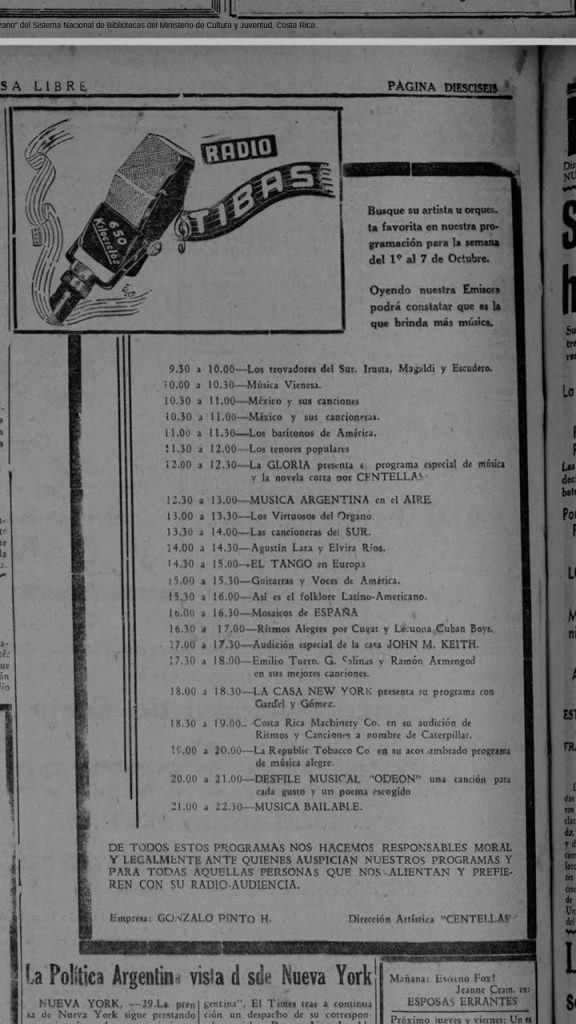 zano" del Sistema Nacional de Bibliotecas del Ministerio de Cultura y Juventud, Costa Rica.
SA LIBRE
PAGINA DIESCISEIS
RADIO
TIBAS
650
Kilociclos
Busque su artista u orques.
ta favorita en nuestra pro-
gramación para la semana
del 1º al 7 de Octubre.
Oyendo nuestra Emisora
podrá constatar que es la
que brinda más música.
9.30 a 10.00—Los trovadores del Sur. Irusta, Magaldi y Escudero.
10.00 a 10.30—Música Vienesa.
10.30 a 11.00—México y sus canciones
10.30 a 11.00—México y sus cancioneras.
11.00 a 11.30—Los barítonos de América.
11.30 a 12.00—Los tenores populares
12.00 a 12.30—La GLORIA presenta su programa especial de música
y la novela corta por CENTELLAS
12.30 a 13.00—MUSICA ARGENTINA en el AIRE
13.00 a 13.30—Los Virtuosos del Organo.
13.30 a 14.00—Las cancioneras del SUR.
14.00 a 14.30—Agustín Lara y Elvira Ríos.
14.30 a 15.00—EL TANGO en Europa
15.00 a 15.30—Guitarras y Voces de América.
15.30 a 16.00—Así es el folklore Latino-Americano.
16.00 a 16.30—Mosaicos de ESPAÑA
16.30 a 17.00—Ritmos Alegres por Cugat y Lecuona Cuban Boys.
17.00 a 17.30—Audición especial de la casa JOHN M. KEITH.
17.30 a 18.00—Emilio Tuero, G. Salinas y Ramón Armengod
en sus mejores canciones.
18.00 a 18.30—LA CASA NEW YORK presenta su programa con
Gardel y Gómez.
18.30 a 19.00—Costa Rica Machinery Co. en su audición de
Ritmos y Canciones a nombre de Caterpillar.
19.00 a 20.00—La Republic Tobacco Co en su acostumbrado programa
de música alegre.
20.00 a 21.00—DESFILE MUSICAL "ODEON" una canción para
cada gusto y un poema escogido
21.00 a 22.30—MUSICA BAILABLE.
DE TODOS ESTOS PROGRAMAS NOS HACEMOS RESPONSABLES MORAL
Y LEGALMENTE ANTE QUIENES AUSPICIAN NUESTROS PROGRAMAS Y
PARA TODAS AQUELLAS PERSONAS QUE NOS ALIENTAN Y PREFIE-
REN CON SU RADIO-AUDIENCIA.
Empresa: GONZALO PINTO H.
Dirección Artística "CENTELLAS"
La Política Argentina vista desde Nueva York
NUEVA YORK, —29.La pren
sa de Nueva York sigue prestando
gentina". El Times trae a continua
ción un despacho de su correspon-
Mañana: Estreno Fox!
Jeanne Crain, en:
ESPOSAS ERRANTES
Próximo jueves y viernes: Un